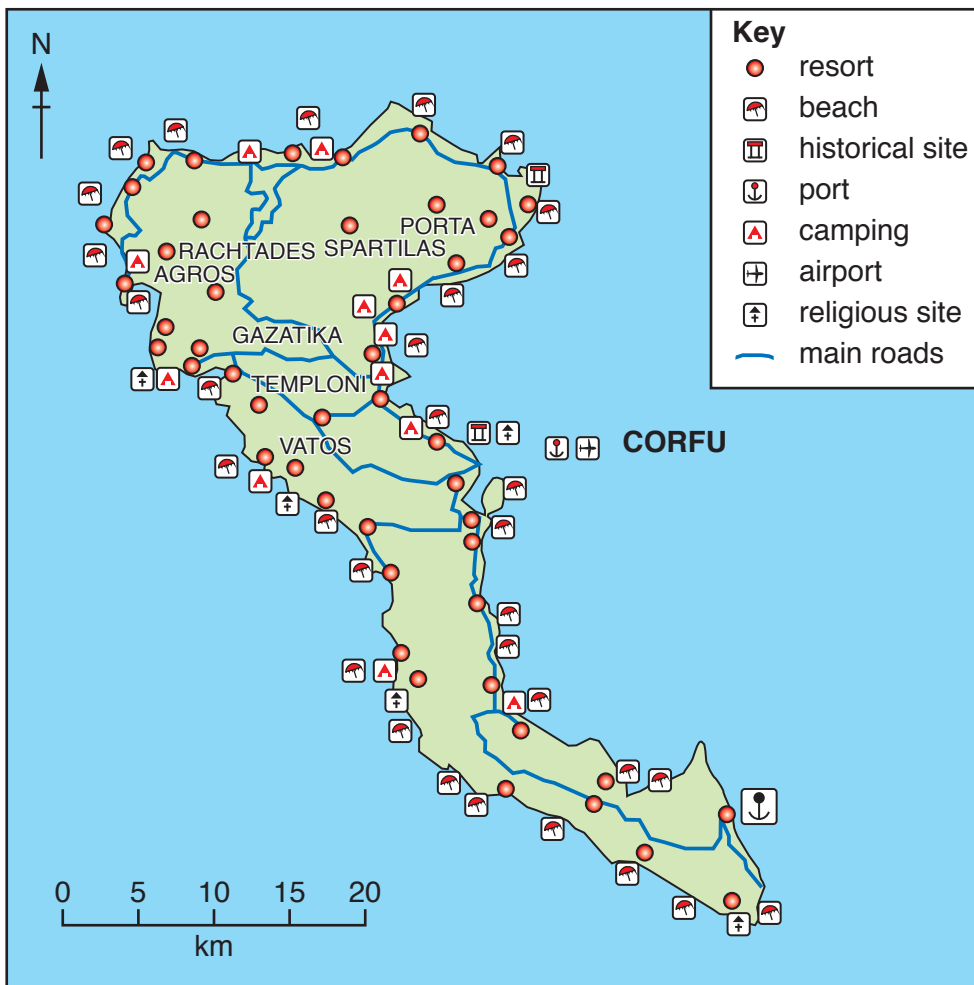 N
Key
resort
beach
historical site
port
camping
airport
religious site
main roads
PORTA
SPARTILAS
RACHTADES
AGROS
GAZATIKA
TEMPLONI
VATOS
CORFU
0 5 10 15 20
km